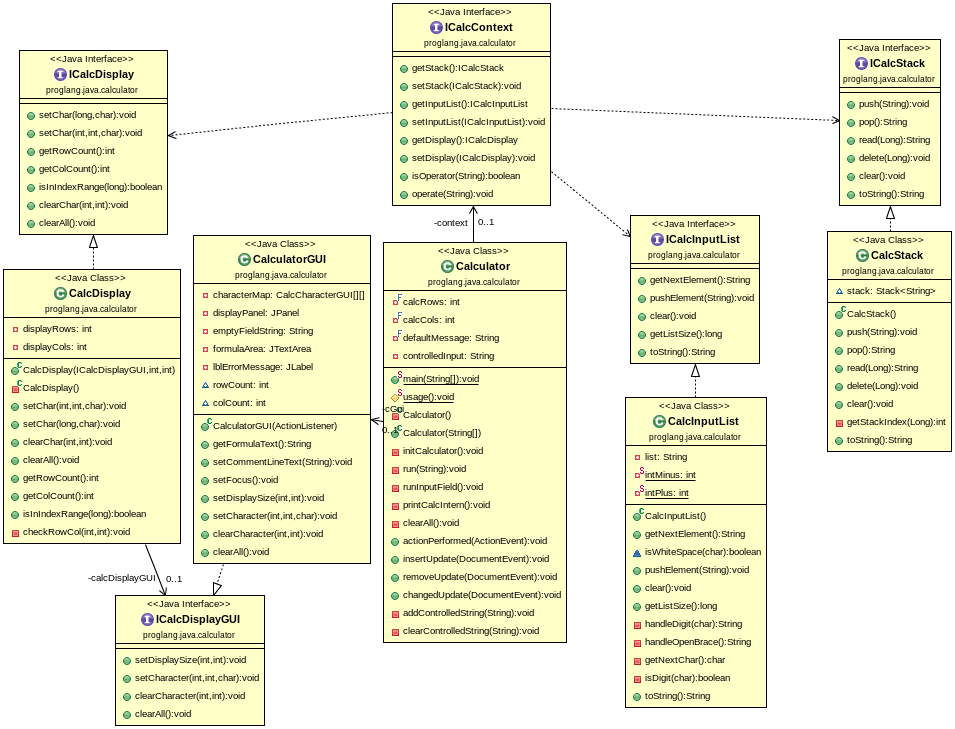 <<Java Interface>>
ICalcContext
proglang.java.calculator
getStack():ICalcStack
setStack(ICalcStack):void
getInputList():ICalcInputList
setInputList(ICalcInputList):void
getDisplay():ICalcDisplay
setDisplay(ICalcDisplay):void
isOperator(String):boolean
operate(String):void
<<Java Interface>>
ICalcDisplay
proglang.java.calculator
setChar(long,char):void
setChar(int,int,char):void
getRowCount():int
getColCount():int
isInIndexRange(long):boolean
clearChar(int,int):void
clearAll():void
<<Java Interface>>
ICalcStack
proglang.java.calculator
push(String):void
pop():String
read(Long):String
delete(Long):void
clear():void
toString():String
-context
0..1
<<Java Interface>>
ICalcInputList
proglang.java.calculator
getNextElement():String
pushElement(String):void
clear():void
getListSize():long
toString():String
<<Java Class>>
CalcDisplay
proglang.java.calculator
displayRows: int
displayCols: int
CalcDisplay(ICalcDisplayGUI,int,int)
CalcDisplay()
setChar(int,int,char):void
setChar(long,char):void
clearChar(int,int):void
clearAll():void
getRowCount():int
getColCount():int
isInIndexRange(long):boolean
checkRowCol(int,int):void
<<Java Class>>
CalculatorGUI
proglang.java.calculator
characterMap: CalcCharacterGUI[][]
displayPanel: JPanel
emptyFieldString: String
formulaArea: JTextArea
lblErrorMessage: JLabel
rowCount: int
colCount: int
CalculatorGUI(ActionListener)
getFormulaText():String
setCommentLineText(String):void
setFocus():void
setDisplaySize(int,int):void
setCharacter(int,int,char):void
clearCharacter(int,int):void
clearAll():void
<<Java Class>>
Calculator
proglang.java.calculator
calcRows: int
calcCols: int
defaultMessage: String
controlledInput: String
main(String[]):void
usage():void
Calculator()
Calculator(String[])
initCalculator():void
run(String):void
runInputField():void
printCalcIntern():void
clearAll():void
actionPerformed(ActionEvent):void
insertUpdate(DocumentEvent):void
removeUpdate(DocumentEvent):void
changedUpdate(DocumentEvent):void
addControlledString(String):void
clearControlledString(String):void
<<Java Class>>
CalcStack
proglang.java.calculator
stack: Stack<String>
CalcStack()
push(String):void
pop():String
read(Long):String
delete(Long):void
clear():void
getStackIndex(Long):int
toString():String
<<Java Class>>
CalcInputList
proglang.java.calculator
list: String
intMinus: int
intPlus: int
CalcInputList()
getNextElement():String
isWhiteSpace(char):boolean
pushElement(String):void
clear():void
getListSize():long
handleDigit(char):String
handleOpenBrace():String
getNextChar():char
isDigit(char):boolean
toString():String
-calcDisplayGUI
0..1
<<Java Interface>>
ICalcDisplayGUI
proglang.java.calculator
setDisplaySize(int,int):void
setCharacter(int,int,char):void
clearCharacter(int,int):void
clearAll():void